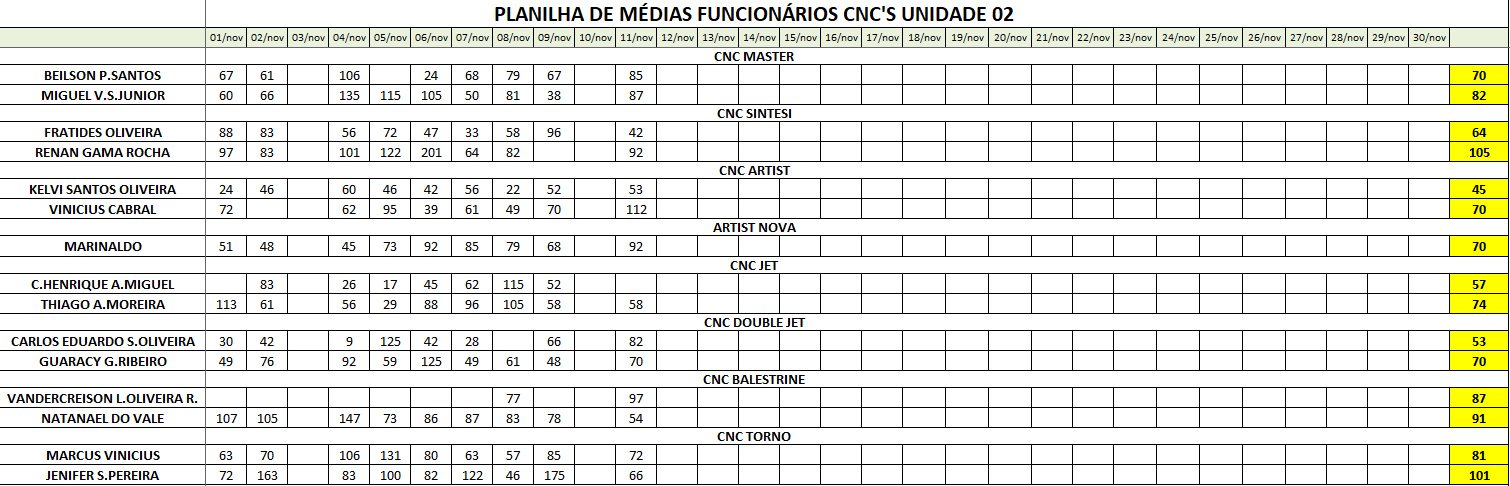 PLANILHA DE MÉDIAS FUNCIONÁRIOS CNC'S UNIDADE 02
01/nov 02/nov 03/nov 04/nov 05/nov 06/nov 07/nov 08/nov 09/nov 10/nov 11/nov 12/nov 13/nov 14/nov 15/nov 16/nov 17/nov 18/nov 19/nov 20/nov 21/nov 22/nov 23/nov 24/nov 25/nov 26/nov 27/nov 28/nov 29/nov 30/nov
CNC MASTER
BEILSON P.SANTOS 67 61 106 24 68 79 67 85 70
MIGUEL V.S.JUNIOR 60 66 135 115 105 50 81 38 87 82
CNC SINTESI
FRATIDES OLIVEIRA 88 83 56 72 47 33 58 96 42 64
RENAN GAMA ROCHA 97 83 101 122 201 64 82 92 105
CNC ARTIST
KELVI SANTOS OLIVEIRA 24 46 60 46 42 56 22 52 53 45
VINICIUS CABRAL 72 62 95 39 61 49 70 112 70
ARTIST NOVA
MARINALDO 51 48 45 73 92 85 79 68 92 70
CNC JET
C.HENRIQUE A.MIGUEL 83 26 17 45 62 115 52 57
THIAGO A.MOREIRA 113 61 56 29 88 96 105 58 58 74
CNC DOUBLE JET
CARLOS EDUARDO S.OLIVEIRA 30 42 9 125 42 28 66 82 53
GUARACY G.RIBEIRO 49 76 92 59 125 49 61 48 70 70
CNC BALESTRINE
VANDERCREISON L.OLIVEIRA R. 77 97 87
NATANAEL DO VALE 107 105 147 73 86 87 83 78 54 91
CNC TORNO
MARCUS VINICIUS 63 70 106 131 80 63 57 85 72 81
JENIFER S.PEREIRA 72 163 83 100 82 122 46 175 66 101